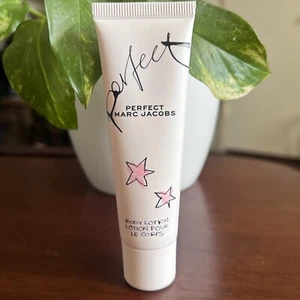 Perfect
PERFECT
MARC JACOBS
BODY LOTION
LOTION POUR
LE CORPS